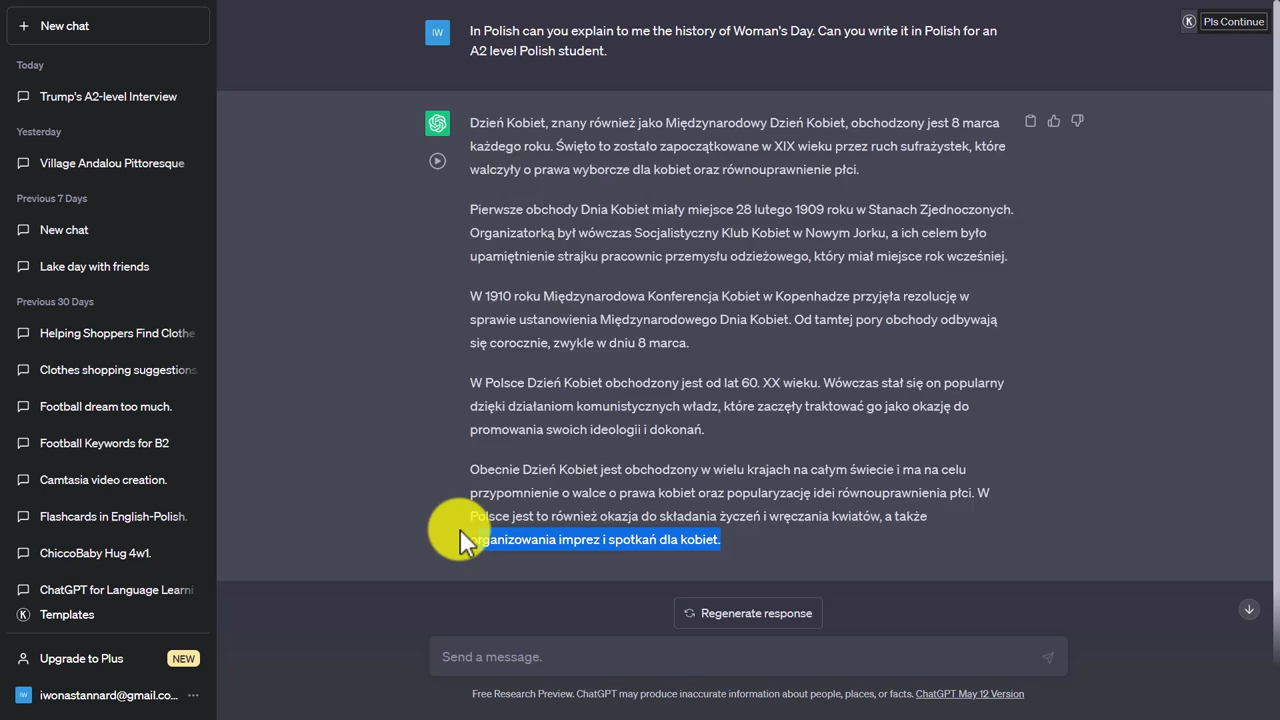 New chat
Today
Trump's A2-level Interview
Yesterday
Village Andalou Pittoresque
Previous 7 Days
New chat
Lake day with friends
Previous 30 Days
Helping Shoppers Find Clothe
Clothes shopping suggestions
Football dream too much.
Football Keywords for B2
Camtasia video creation.
Flashcards in English-Polish.
ChiccoBaby Hug 4w1.
ChatGPT for Language Learni
K Templates
Upgrade to Plus NEW
IW iwonastannard@gmail.co... ...
K Pls Continue
IW In Polish can you explain to me the history of Woman's Day. Can you write it in Polish for an
A2 level Polish student.
Dzień Kobiet, znany również jako Międzynarodowy Dzień Kobiet, obchodzony jest 8 marca
każdego roku. Święto to zostało zapoczątkowane w XIX wieku przez ruch sufrażystek, które
walczyły o prawa wyborcze dla kobiet oraz równouprawnienie płci.
Pierwsze obchody Dnia Kobiet miały miejsce 28 lutego 1909 roku w Stanach Zjednoczonych.
Organizatorką był wówczas Socjalistyczny Klub Kobiet w Nowym Jorku, a ich celem było
upamiętnienie strajku pracownic przemysłu odzieżowego, który miał miejsce rok wcześniej.
W 1910 roku Międzynarodowa Konferencja Kobiet w Kopenhadze przyjęła rezolucję w
sprawie ustanowienia Międzynarodowego Dnia Kobiet. Od tamtej pory obchody odbywają
się corocznie, zwykle w dniu 8 marca.
W Polsce Dzień Kobiet obchodzony jest od lat 60. XX wieku. Wówczas stał się on popularny
dzięki działaniom komunistycznych władz, które zaczęły traktować go jako okazję do
promowania swoich ideologii i dokonań.
Obecnie Dzień Kobiet jest obchodzony w wielu krajach na całym świecie i ma na celu
przypomnienie o walce o prawa kobiet oraz popularyzację idei równouprawnienia płci. W
Polsce jest to również okazja do składania życzeń i wręczania kwiatów, a także
organizowania imprez i spotkań dla kobiet.
Regenerate response
Send a message.
Free Research Preview. ChatGPT may produce inaccurate information about people, places, or facts. ChatGPT May 12 Version